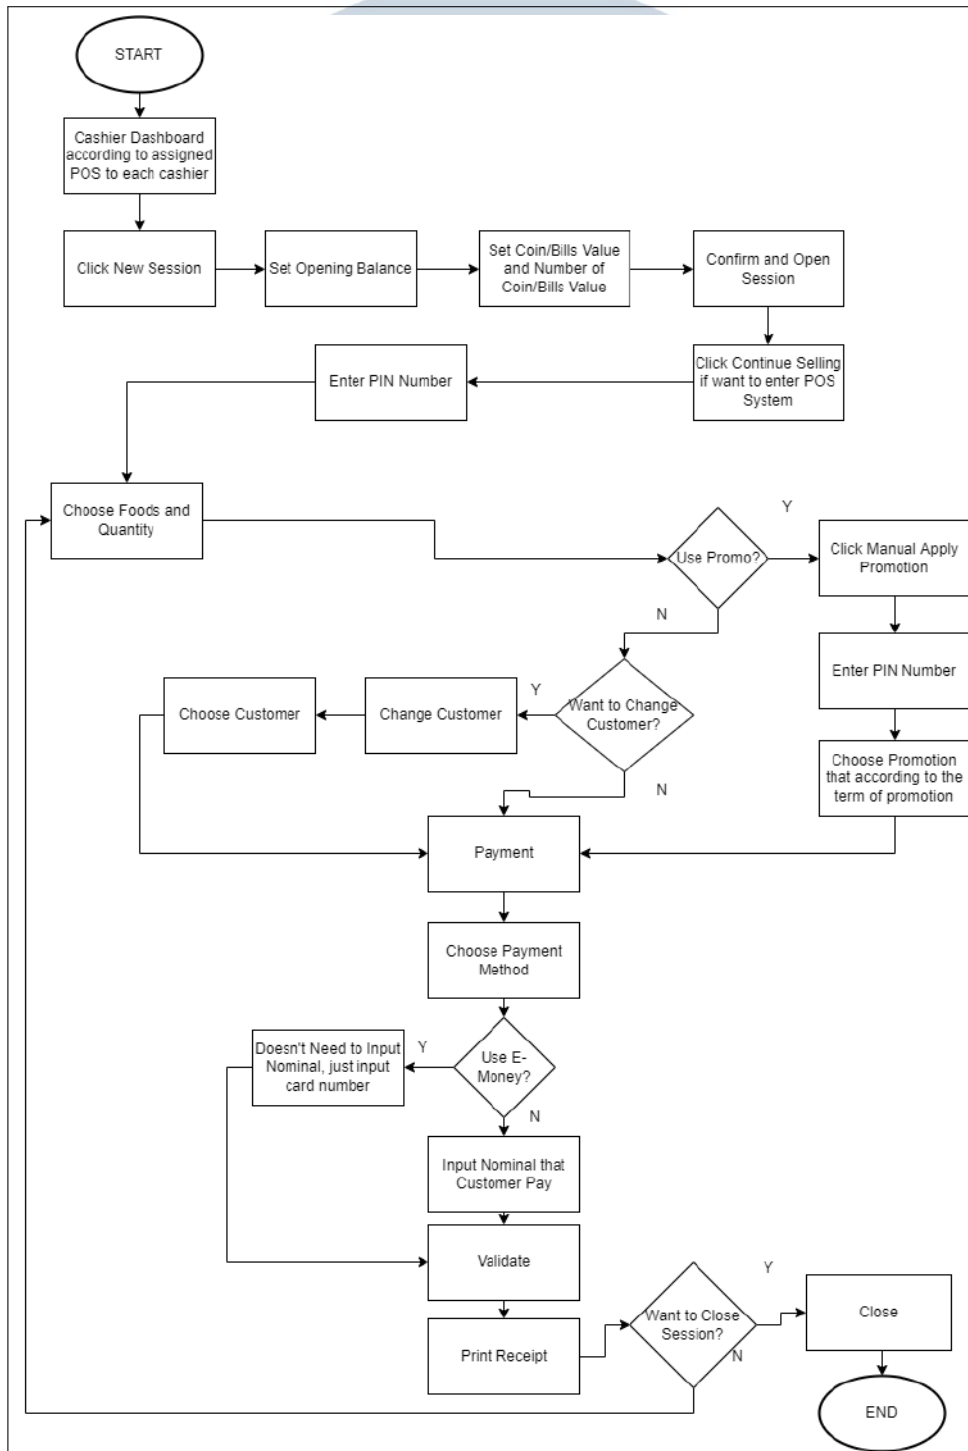 START
Cashier Dashboard
according to assigned
POS to each cashier
Click New Session
Set Opening Balance
Set Coin/Bills Value
and Number of
Coin/Bills Value
Confirm and Open
Session
Enter PIN Number
Click Continue Selling
if want to enter POS
System
Choose Foods and
Quantity
Use Promo?
Y
Click Manual Apply
Promotion
N
Enter PIN Number
Choose Customer
Change Customer
Y
Want to Change
Customer?
N
Choose Promotion
that according to the
term of promotion
Payment
Choose Payment
Method
Doesn't Need to Input
Nominal, just input
card number
Y
Use E-
Money?
N
Input Nominal that
Customer Pay
Validate
Print Receipt
Want to Close
Session?
Y
N
Close
END